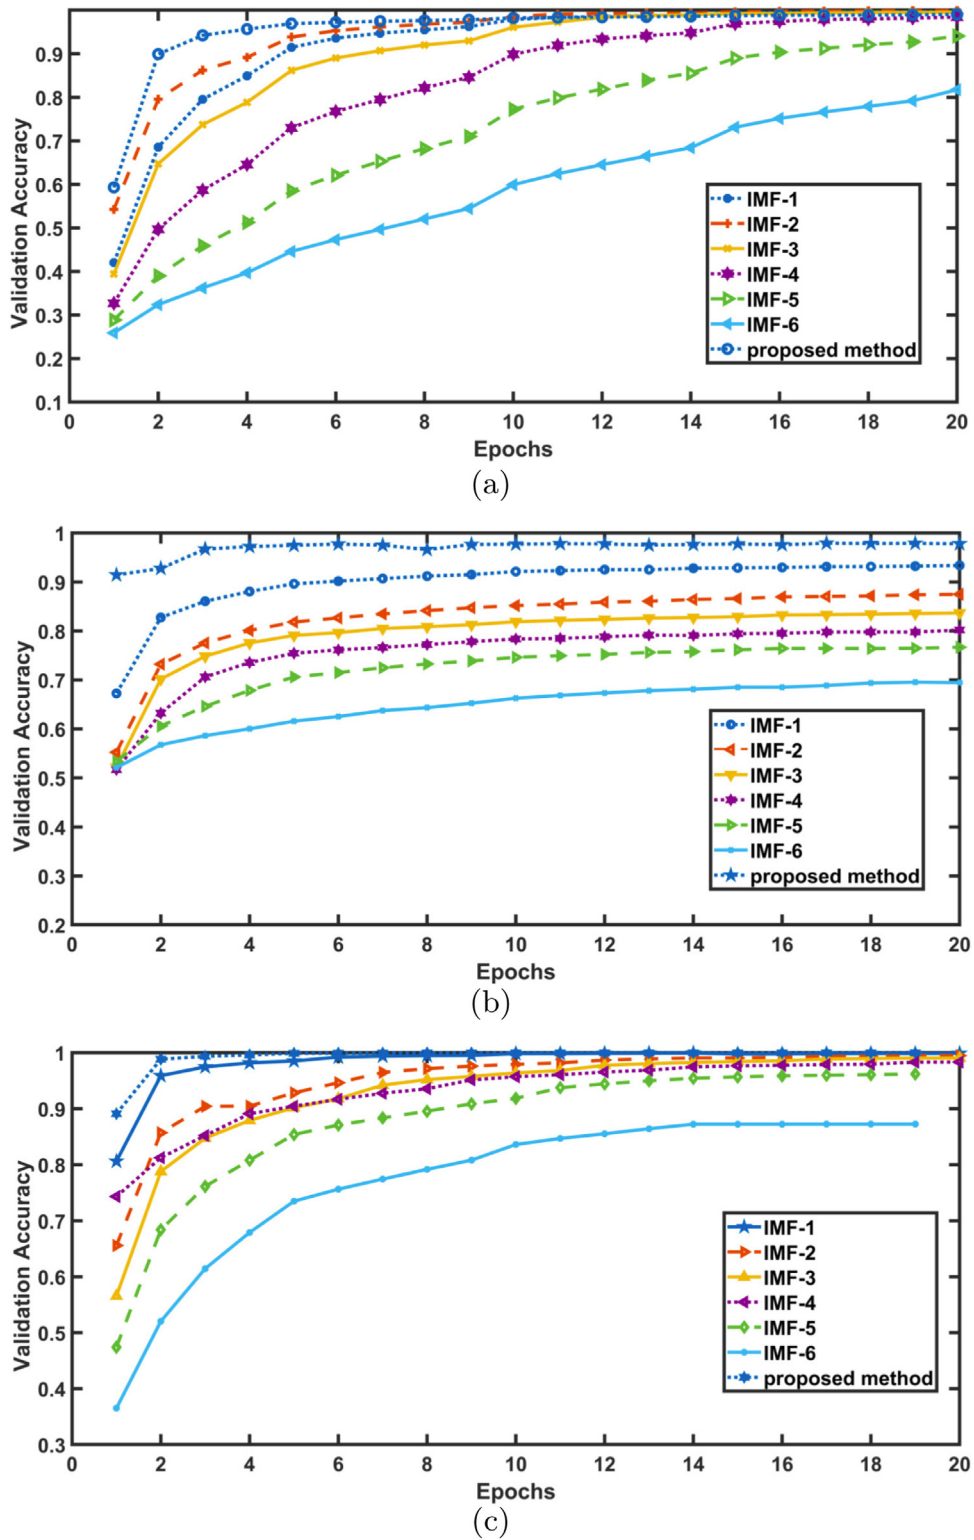 0.9
0.8
0.7
0.6
0.5
0.4
0.3
0.2
0.1
Validation Accuracy
IMF-1
IMF-2
IMF-3
IMF-4
IMF-5
IMF-6
proposed method
0 2 4 6 8 10 12 14 16 18 20
Epochs
(a)
1
0.9
0.8
0.7
0.6
0.5
0.4
0.3
0.2
Validation Accuracy
IMF-1
IMF-2
IMF-3
IMF-4
IMF-5
IMF-6
proposed method
0 2 4 6 8 10 12 14 16 18 20
Epochs
(b)
1
0.9
0.8
0.7
0.6
0.5
0.4
0.3
Validation Accuracy
IMF-1
IMF-2
IMF-3
IMF-4
IMF-5
IMF-6
proposed method
0 2 4 6 8 10 12 14 16 18 20
Epochs
(c)